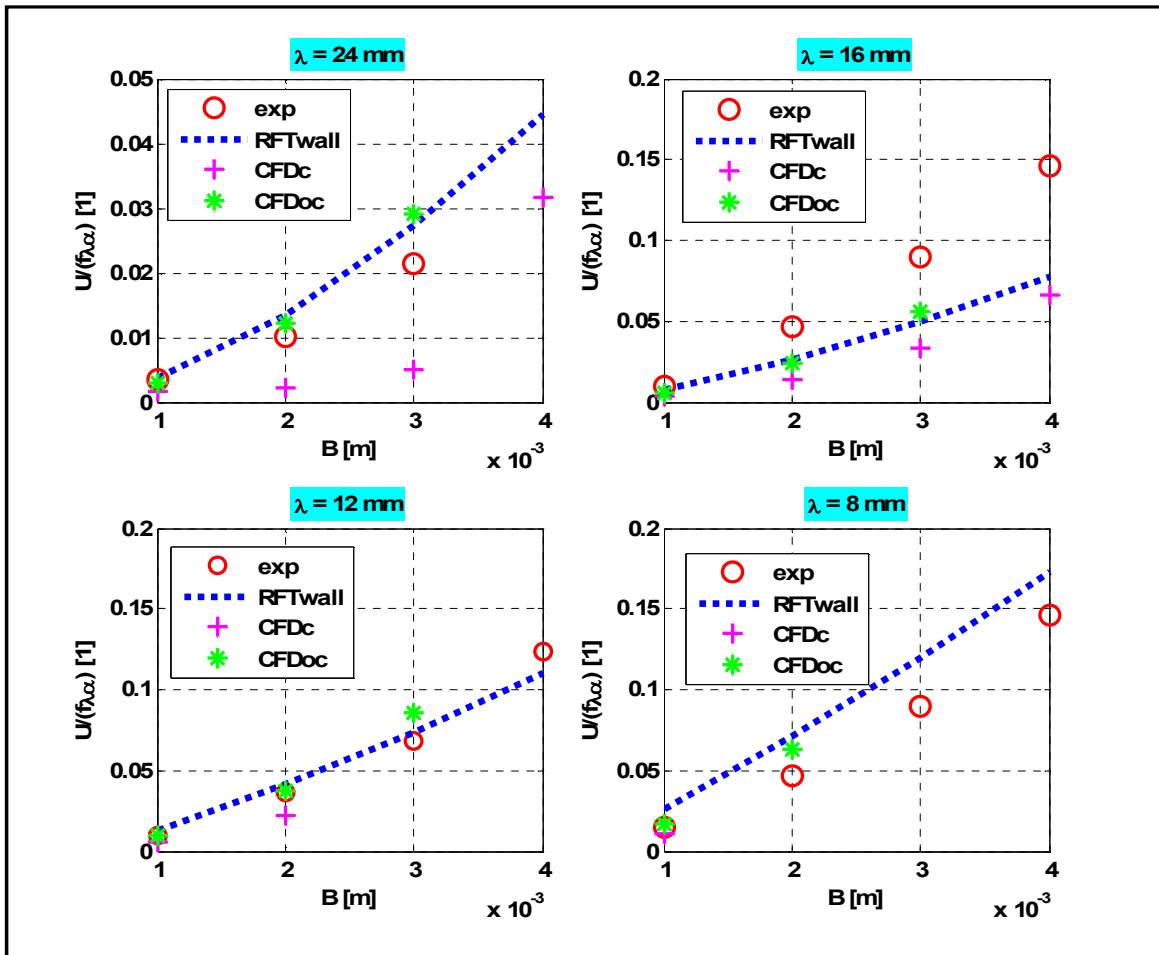 λ = 24 mm
0.05
0.04
0.03
0.02
0.01
0
U/(fλα) [1]
exp
RFTwall
CFDc
CFDoc
1 2 3 4
B [m]
x 10⁻³
λ = 16 mm
0.2
0.15
0.1
0.05
0
U/(fλα) [1]
exp
RFTwall
CFDc
CFDoc
1 2 3 4
B [m]
x 10⁻³
λ = 12 mm
0.2
0.15
0.1
0.05
0
U/(fλα) [1]
exp
RFTwall
CFDc
CFDoc
1 2 3 4
B [m]
x 10⁻³
λ = 8 mm
0.2
0.15
0.1
0.05
0
U/(fλα) [1]
exp
RFTwall
CFDc
CFDoc
1 2 3 4
B [m]
x 10⁻³